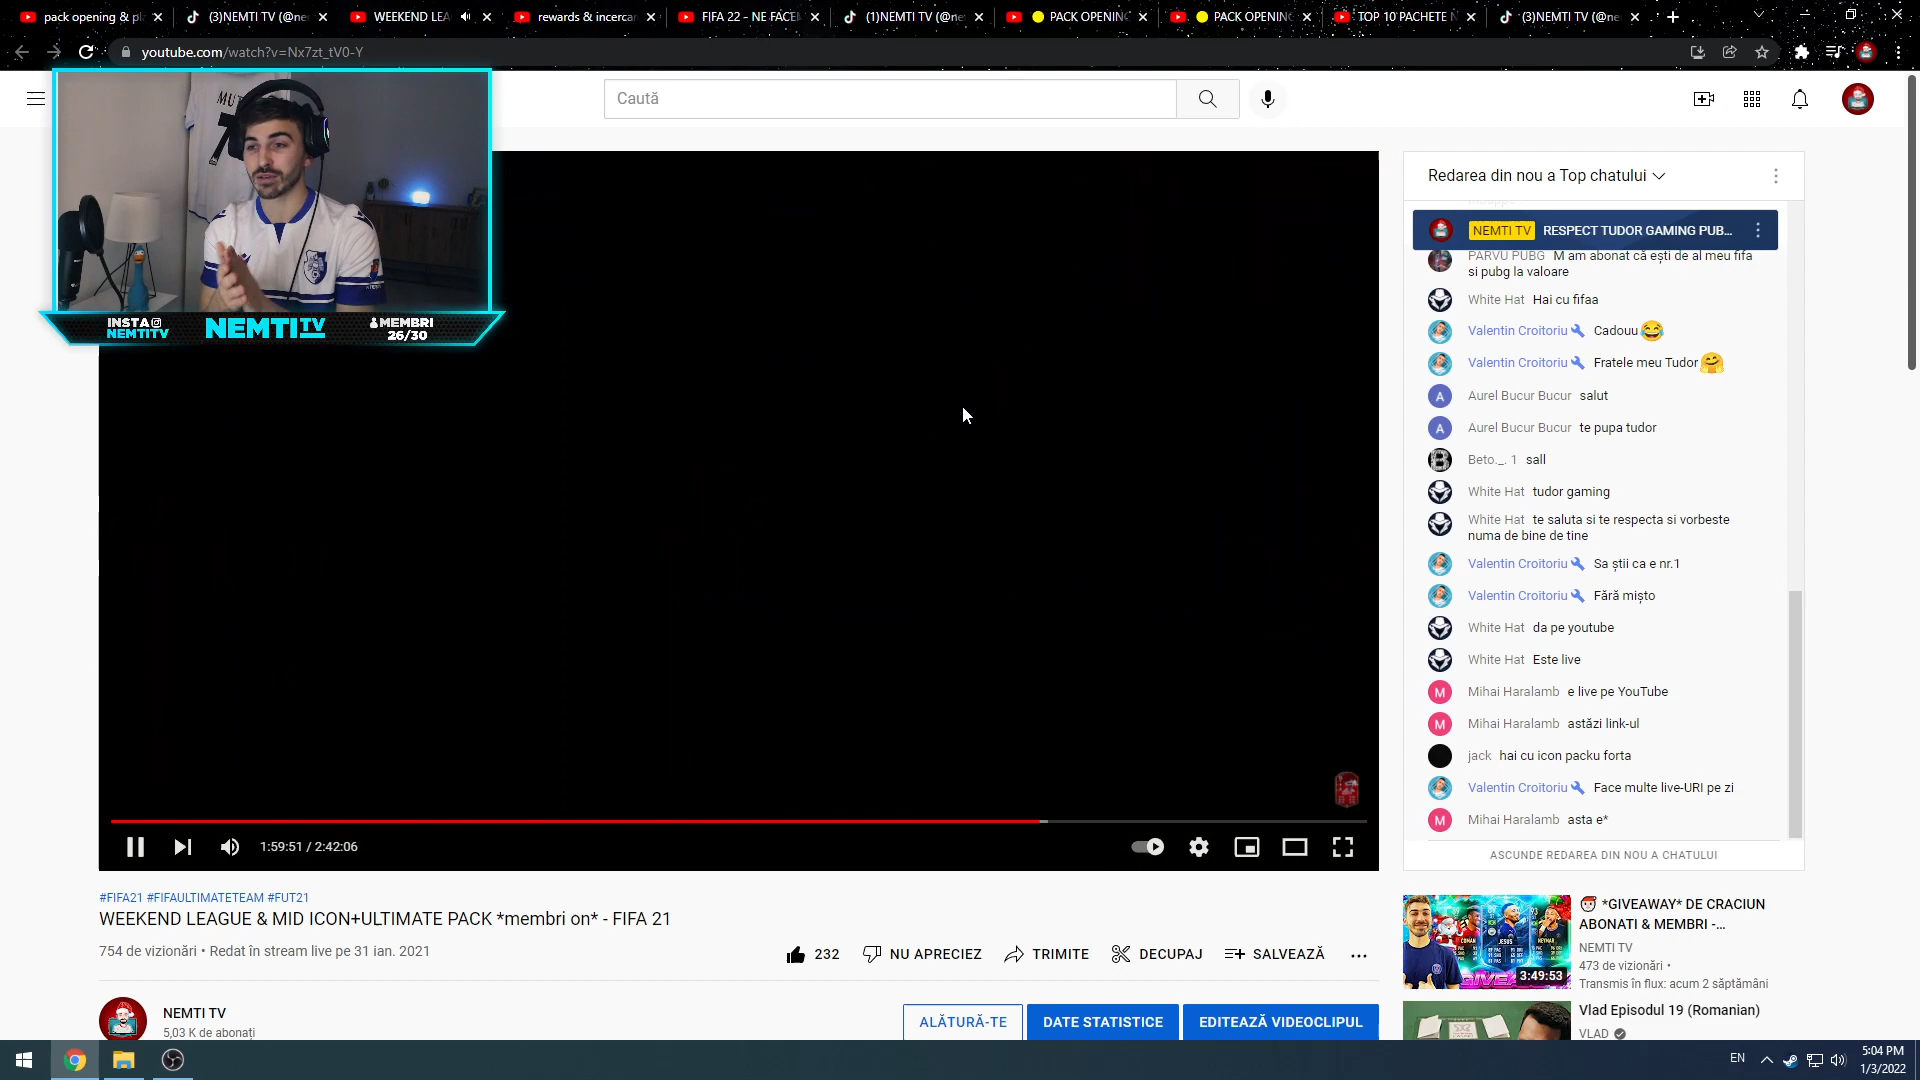 pack opening & pl
(3)NEMTI TV (@ne
WEEKEND LEA
rewards & incercar
FIFA 22 - NE FACEM
(1)NEMTI TV (@ne
PACK OPENING
PACK OPENING
TOP 10 PACHETE
(3)NEMTI TV (@ne
youtube.com/watch?v=Nx7zt_tV0-Y
Caută
MUT
7
INSTA
NEMTITV
NEMTITV
MEMBRI
26/30
Redarea din nou a Top chatului
NEMTI TV RESPECT TUDOR GAMING PUB...
PARVU PUBG M am abonat că ești de al meu fifa
si pubg la valoare
White Hat Hai cu fifaa
Valentin Croitoriu Cadouu😂
Valentin Croitoriu Fratele meu Tudor🤗
A Aurel Bucur Bucur salut
A Aurel Bucur Bucur te pupa tudor
Beto._. 1 sall
White Hat tudor gaming
White Hat te saluta si te respecta si vorbeste
numa de bine de tine
Valentin Croitoriu Sa știi ca e nr.1
Valentin Croitoriu Fără mișto
White Hat da pe youtube
White Hat Este live
M Mihai Haralamb e live pe YouTube
M Mihai Haralamb astăzi link-ul
jack hai cu icon packu forta
Valentin Croitoriu Face multe live-URI pe zi
M Mihai Haralamb asta e*
ASCUNDE REDAREA DIN NOU A CHATULUI
1:59:51 / 2:42:06
#FIFA21 #FIFAULTIMATETEAM #FUT21
WEEKEND LEAGUE & MID ICON+ULTIMATE PACK *membri on* - FIFA 21
754 de vizionări • Redat în stream live pe 31 ian. 2021
232
NU APRECIEZ
TRIMITE
DECUPAJ
SALVEAZĂ
NEMTI TV
5,03 K de abonați
ALĂTURĂ-TE
DATE STATISTICE
EDITEAZĂ VIDEOCLIPUL
COMAN
JESUS
NEYMAR
3:49:53
🎅 *GIVEAWAY* DE CRACIUN
ABONATI & MEMBRI -...
NEMTI TV
473 de vizionări •
Transmis în flux: acum 2 săptămâni
Vlad Episodul 19 (Romanian)
VLAD
EN
5:04 PM
1/3/2022